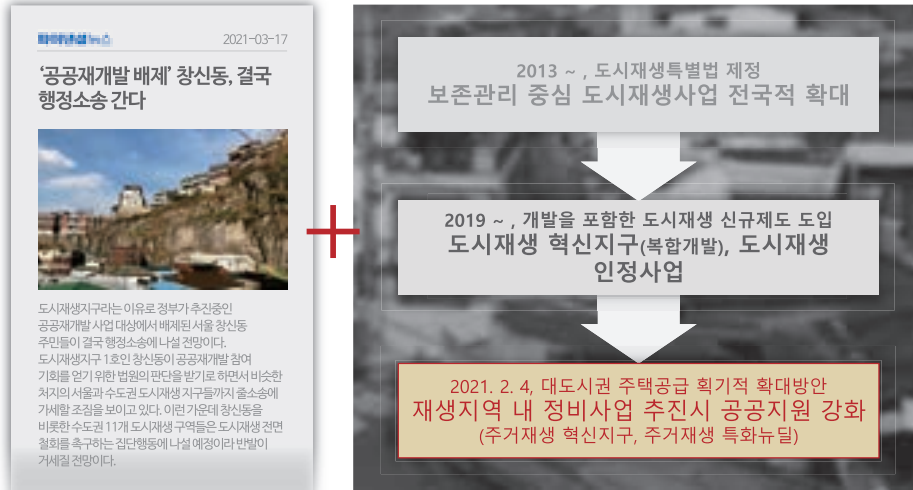 2021-03-17
‘공공재개발 배제’ 창신동, 결국
행정소송 간다
도시재생지구라는 이유로 정부가 추진중인
공공재개발 사업 대상에서 배제된 서울 창신동
주민들이 결국 행정소송에 나설 전망이다.
도시재생지구 1호인 창신동이 공공재개발 참여
기회를 얻기 위한 법원의 판단을 받기로 하면서 비슷한
처지의 서울과 수도권 도시재생 지구들까지 줄소송에
가세할 조짐을 보이고 있다. 이런 가운데 창신동을
비롯한 수도권 11개 도시재생 구역들은 도시재생 전면
철회를 촉구하는 집단행동에 나설 예정이라 반발이
거세질 전망이다.
+
2013 ~ , 도시재생특별법 제정
보존관리 중심 도시재생사업 전국적 확대
2019 ~ , 개발을 포함한 도시재생 신규제도 도입
도시재생 혁신지구(복합개발), 도시재생
인정사업
2021. 2. 4, 대도시권 주택공급 획기적 확대방안
재생지역 내 정비사업 추진시 공공지원 강화
(주거재생 혁신지구, 주거재생 특화뉴딜)